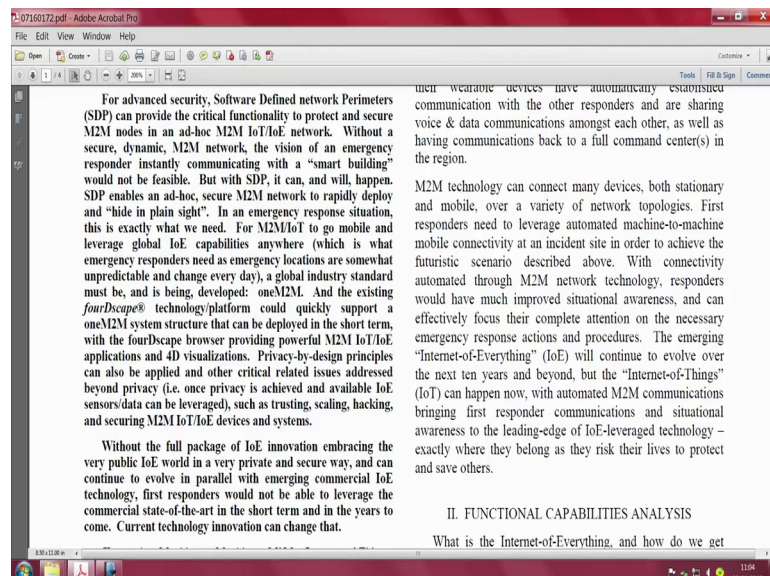 07160172.pdf - Adobe Acrobat Pro
File Edit View Window Help
Open Create Customize
1 / 6 200% Tools Fill & Sign Commen
For advanced security, Software Defined network Perimeters
(SDP) can provide the critical functionality to protect and secure
M2M nodes in an ad-hoc M2M IoT/IoE network. Without a
secure, dynamic, M2M network, the vision of an emergency
responder instantly communicating with a “smart building”
would not be feasible. But with SDP, it can, and will, happen.
SDP enables an ad-hoc, secure M2M network to rapidly deploy
and “hide in plain sight”. In an emergency response situation,
this is exactly what we need. For M2M/IoT to go mobile and
leverage global IoE capabilities anywhere (which is what
emergency responders need as emergency locations are somewhat
unpredictable and change every day), a global industry standard
must be, and is being, developed: oneM2M. And the existing
fourDscape® technology/platform could quickly support a
oneM2M system structure that can be deployed in the short term,
with the fourDscape browser providing powerful M2M IoT/IoE
applications and 4D visualizations. Privacy-by-design principles
can also be applied and other critical related issues addressed
beyond privacy (i.e. once privacy is achieved and available IoE
sensors/data can be leveraged), such as trusting, scaling, hacking,
and securing M2M IoT/IoE devices and systems.
Without the full package of IoE innovation embracing the
very public IoE world in a very private and secure way, and can
continue to evolve in parallel with emerging commercial IoE
technology, first responders would not be able to leverage the
commercial state-of-the-art in the short term and in the years to
come. Current technology innovation can change that.
their wearable devices have automatically established
communication with the other responders and are sharing
voice & data communications amongst each other, as well as
having communications back to a full command center(s) in
the region.
M2M technology can connect many devices, both stationary
and mobile, over a variety of network topologies. First
responders need to leverage automated machine-to-machine
mobile connectivity at an incident site in order to achieve the
futuristic scenario described above. With connectivity
automated through M2M network technology, responders
would have much improved situational awareness, and can
effectively focus their complete attention on the necessary
emergency response actions and procedures. The emerging
“Internet-of-Everything” (IoE) will continue to evolve over
the next ten years and beyond, but the “Internet-of-Things”
(IoT) can happen now, with automated M2M communications
bringing first responder communications and situational
awareness to the leading-edge of IoE-leveraged technology –
exactly where they belong as they risk their lives to protect
and save others.
II. FUNCTIONAL CAPABILITIES ANALYSIS
What is the Internet-of-Everything, and how do we get
8.50 x 11.00 in
11:04